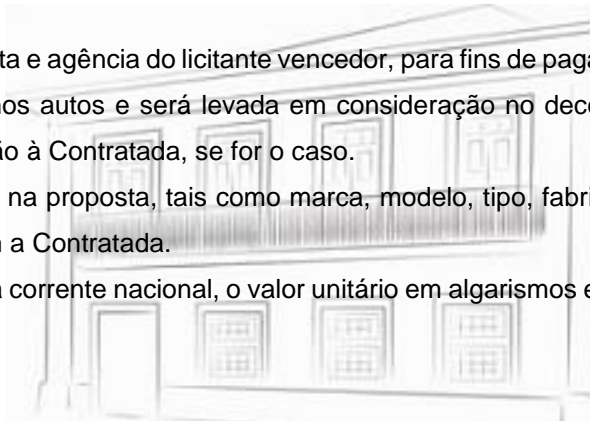 ta e agência do licitante vencedor, para fins de paga
nos autos e será levada em consideração no dec
ão à Contratada, se for o caso.
na proposta, tais como marca, modelo, tipo, fabri
a Contratada.
a corrente nacional, o valor unitário em algarismos e